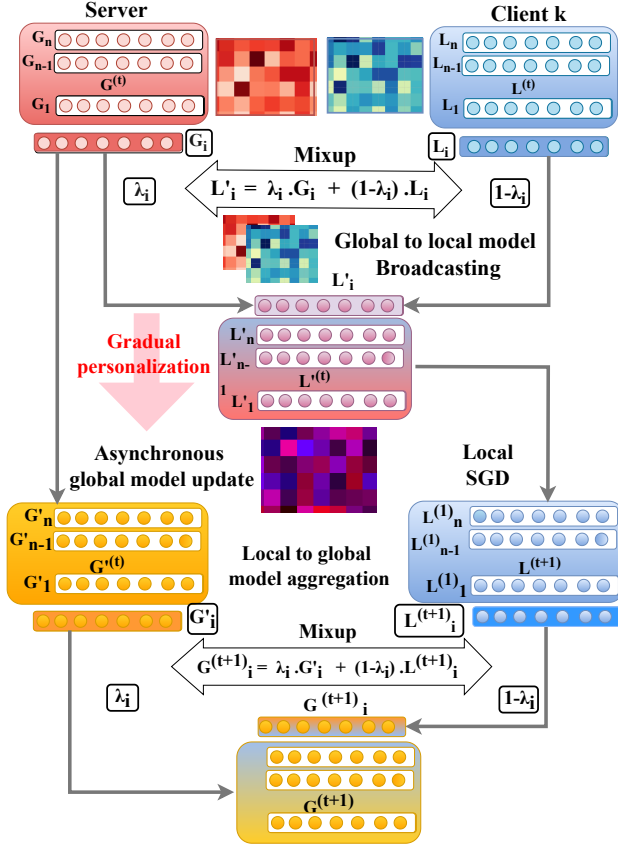 Server
Client k
Gₙ
Gₙ₋₁
G⁽ᵗ⁾
G₁
Lₙ
Lₙ₋₁
L⁽ᵗ⁾
L₁
Gᵢ
Lᵢ
Mixup
λᵢ
L'ᵢ = λᵢ .Gᵢ + (1-λᵢ) .Lᵢ
1-λᵢ
Global to local model
Broadcasting
L'ᵢ
Gradual
personalization
L'ₙ
L'ₙ₋
L'⁽ᵗ⁾
1
L'₁
Asynchronous
global model update
Local
SGD
G'ₙ
G'ₙ₋₁
G'⁽ᵗ⁾
G'₁
L⁽¹⁾ₙ
L⁽¹⁾ₙ₋₁
L⁽ᵗ⁺¹⁾
L⁽¹⁾₁
Local to global
model aggregation
G'ᵢ
L⁽ᵗ⁺¹⁾ᵢ
Mixup
G⁽ᵗ⁺¹⁾ᵢ = λᵢ .G'ᵢ + (1-λᵢ) .L⁽ᵗ⁺¹⁾ᵢ
λᵢ
1-λᵢ
G⁽ᵗ⁺¹⁾ᵢ
G⁽ᵗ⁺¹⁾